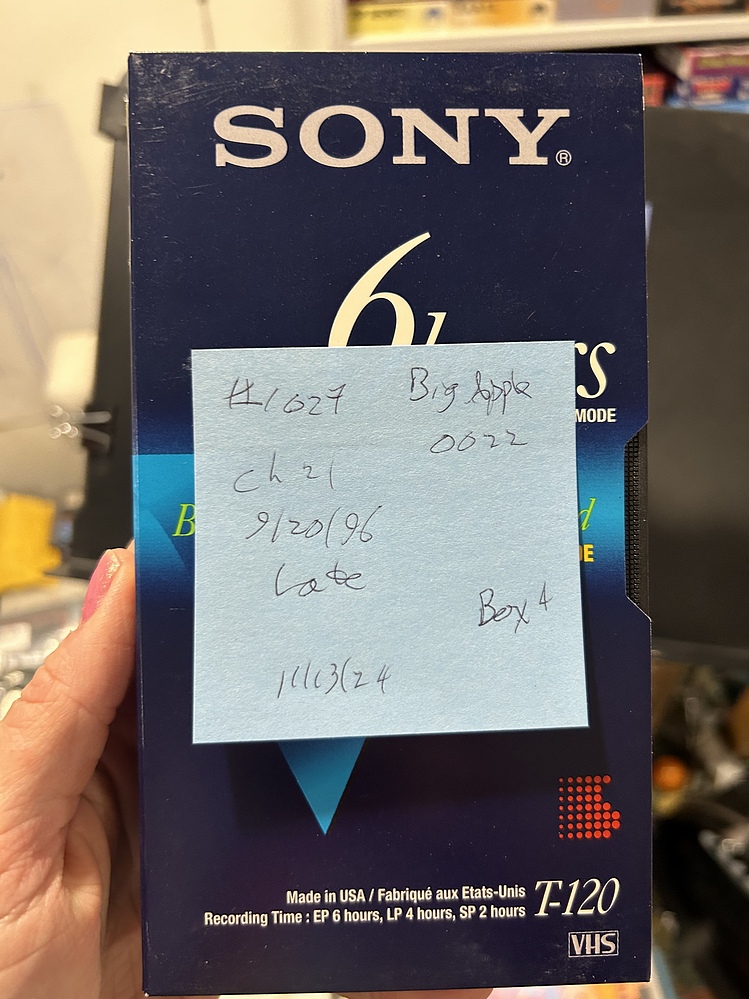 SONY®
6 h rs
MODE
#1027 Big Apple
0022
ch 21
9/20/96
Late
B d
DE
Box 4
11/13/24
Made in USA / Fabriqué aux Etats-Unis T-120
Recording Time : EP 6 hours, LP 4 hours, SP 2 hours
VHS